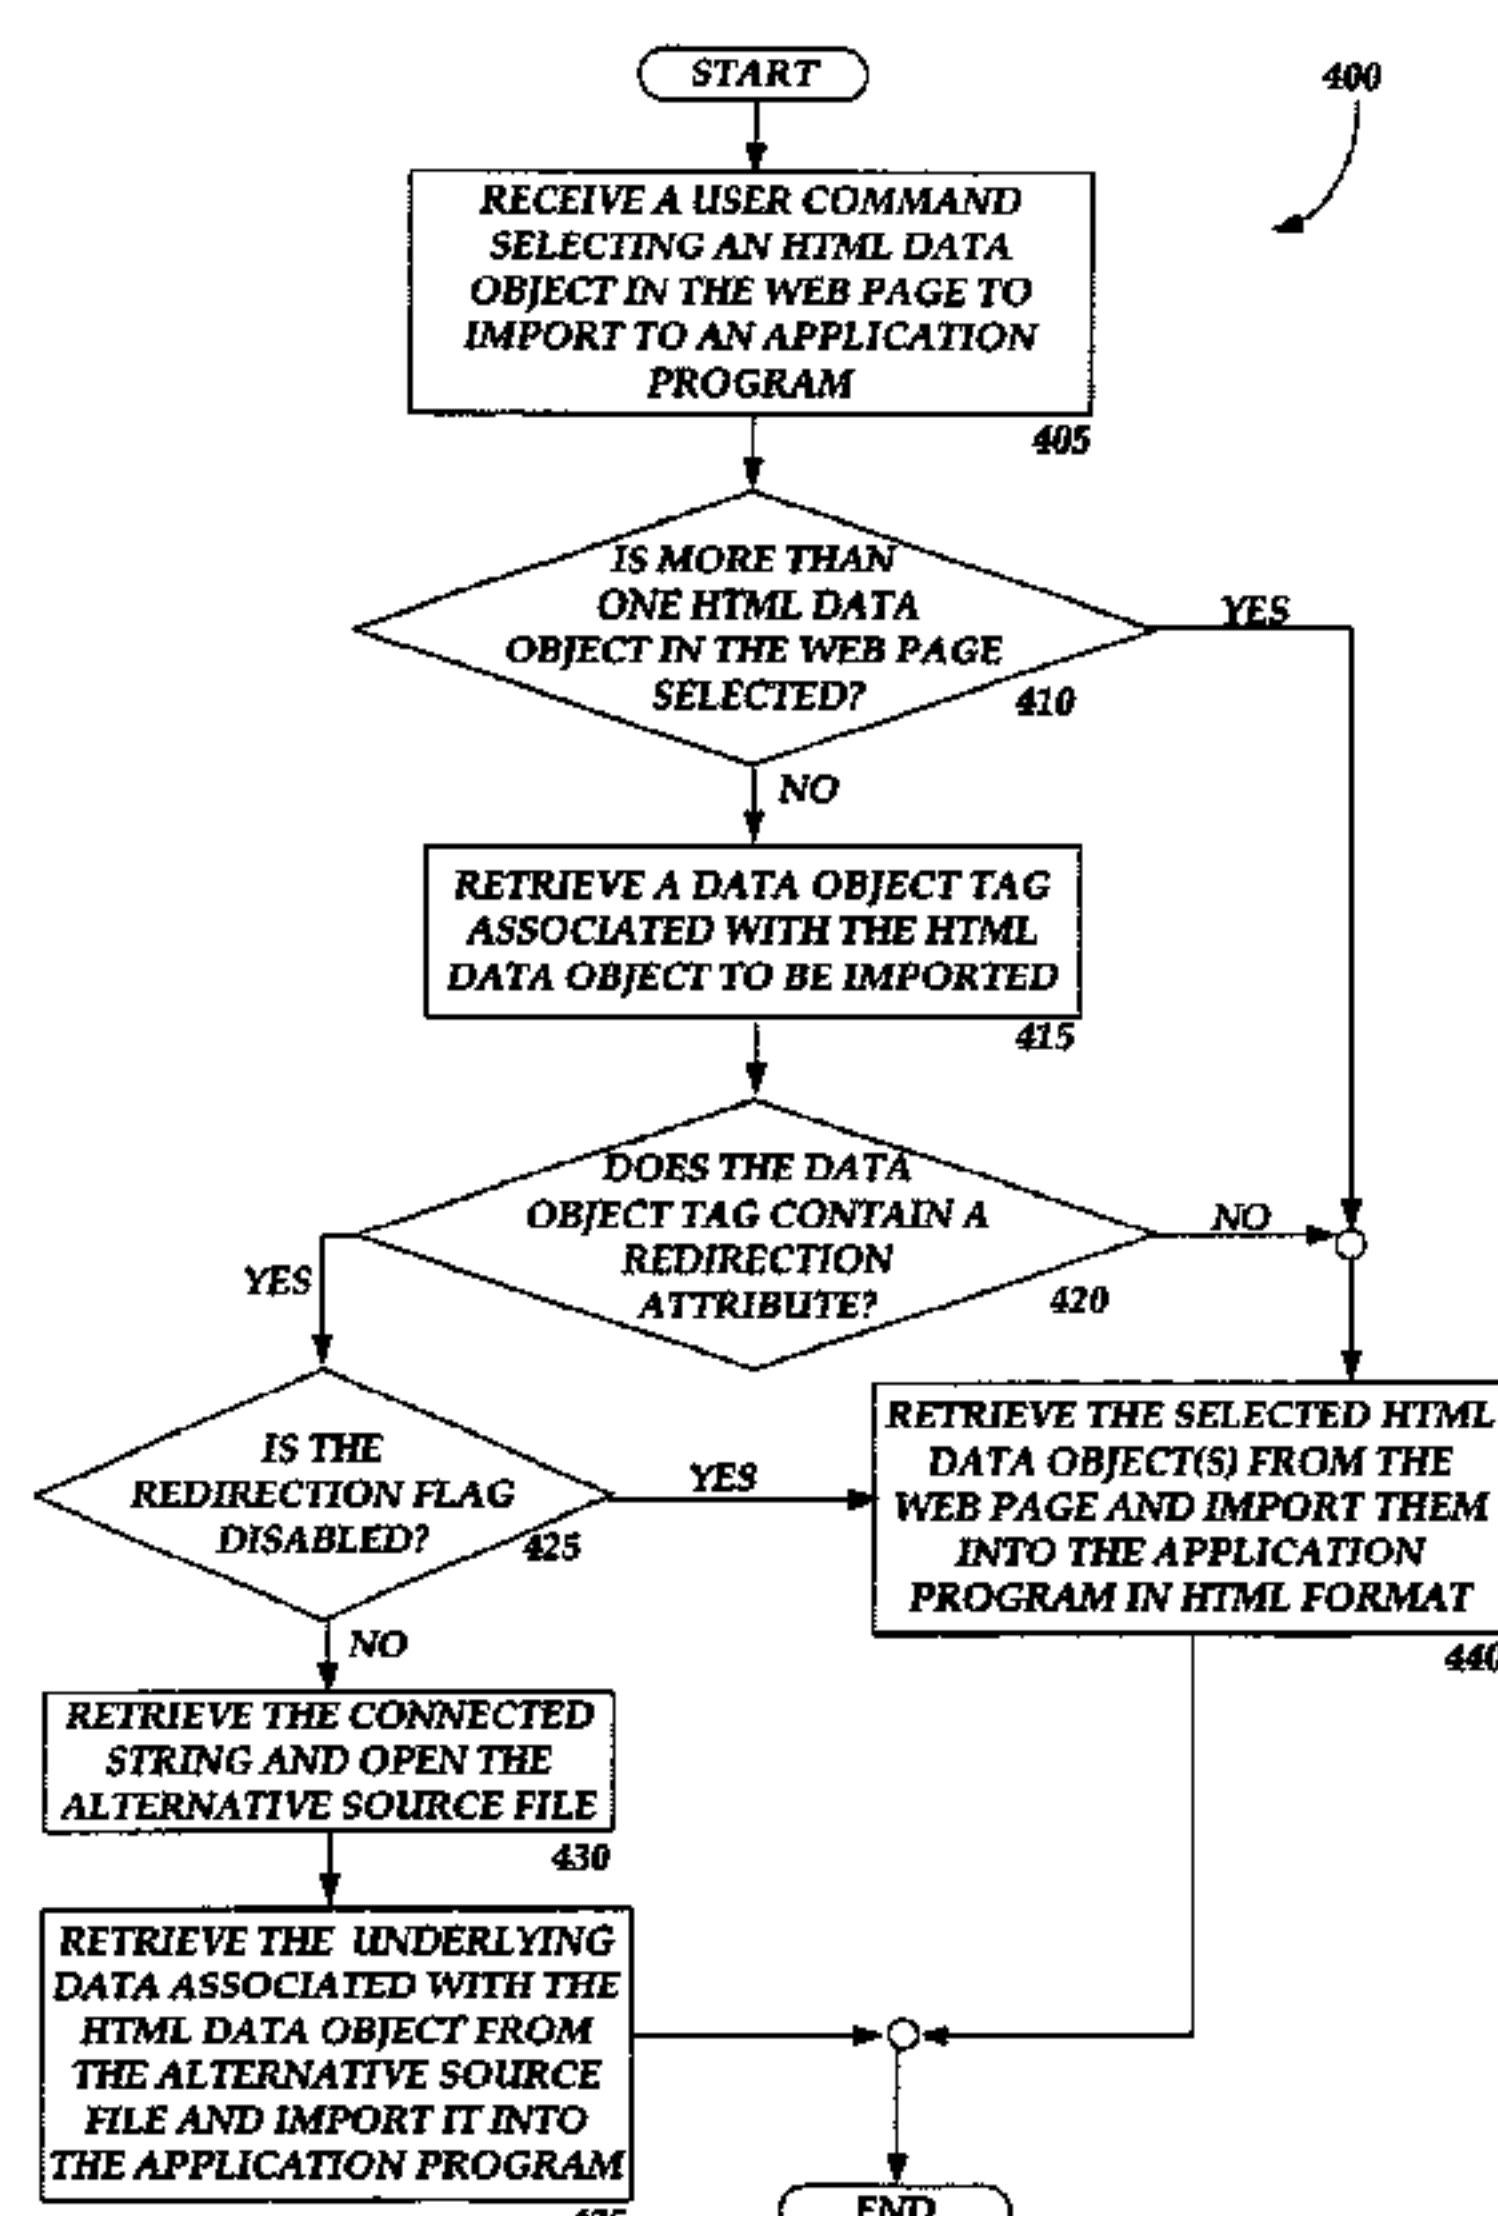 START
400
RECEIVE A USER COMMAND
SELECTING AN HTML DATA
OBJECT IN THE WEB PAGE TO
IMPORT TO AN APPLICATION
PROGRAM
405
IS MORE THAN
ONE HTML DATA
OBJECT IN THE WEB PAGE
SELECTED?
410
YES
NO
RETRIEVE A DATA OBJECT TAG
ASSOCIATED WITH THE HTML
DATA OBJECT TO BE IMPORTED
415
DOES THE DATA
OBJECT TAG CONTAIN A
REDIRECTION
ATTRIBUTE?
420
NO
YES
IS THE
REDIRECTION FLAG
DISABLED?
425
YES
NO
RETRIEVE THE SELECTED HTML
DATA OBJECT(S) FROM THE
WEB PAGE AND IMPORT THEM
INTO THE APPLICATION
PROGRAM IN HTML FORMAT
440
RETRIEVE THE CONNECTED
STRING AND OPEN THE
ALTERNATIVE SOURCE FILE
430
RETRIEVE THE UNDERLYING
DATA ASSOCIATED WITH THE
HTML DATA OBJECT FROM
THE ALTERNATIVE SOURCE
FILE AND IMPORT IT INTO
THE APPLICATION PROGRAM
END